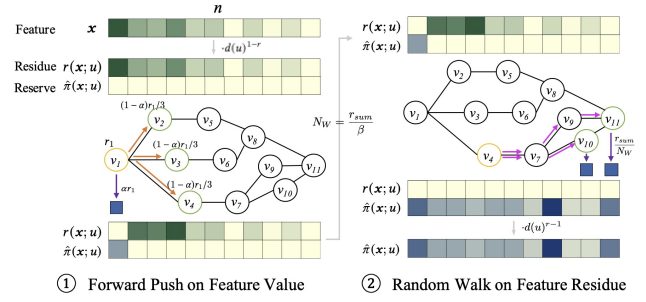 n
Feature x
·d(u)^{1−r}
Residue r(x; u)
Reserve π̂(x; u)
(1−α)r₁/3
r₁
v₁ v₂ v₅ v₈
(1−α)r₁/3
v₃ v₆ v₉ v₁₁
(1−α)r₁/3
v₄ v₇ v₁₀
αr₁
r(x; u)
π̂(x; u)
① Forward Push on Feature Value
N_W = r_sum/β
r(x; u)
π̂(x; u)
v₂ v₅ v₈
v₁ v₃ v₆ v₉ v₁₁
v₄ v₇ v₁₀
r_sum/N_W
r(x; u)
π̂(x; u)
·d(u)^{r−1}
π̂(x; u)
② Random Walk on Feature Residue